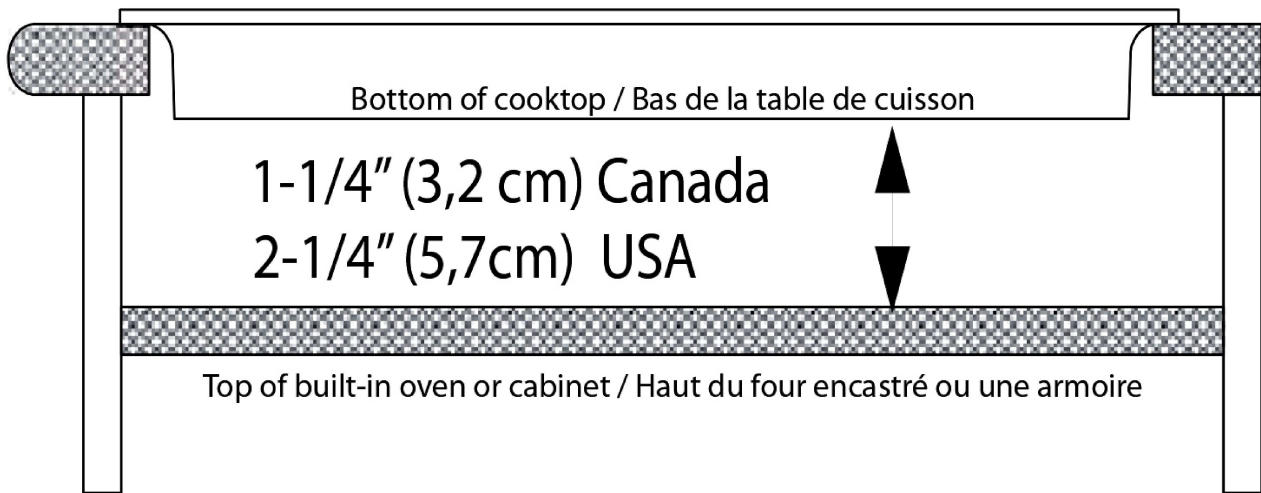 Bottom of cooktop / Bas de la table de cuisson
1-1/4” (3,2 cm) Canada
2-1/4” (5,7cm) USA
Top of built-in oven or cabinet / Haut du four encastré ou une armoire